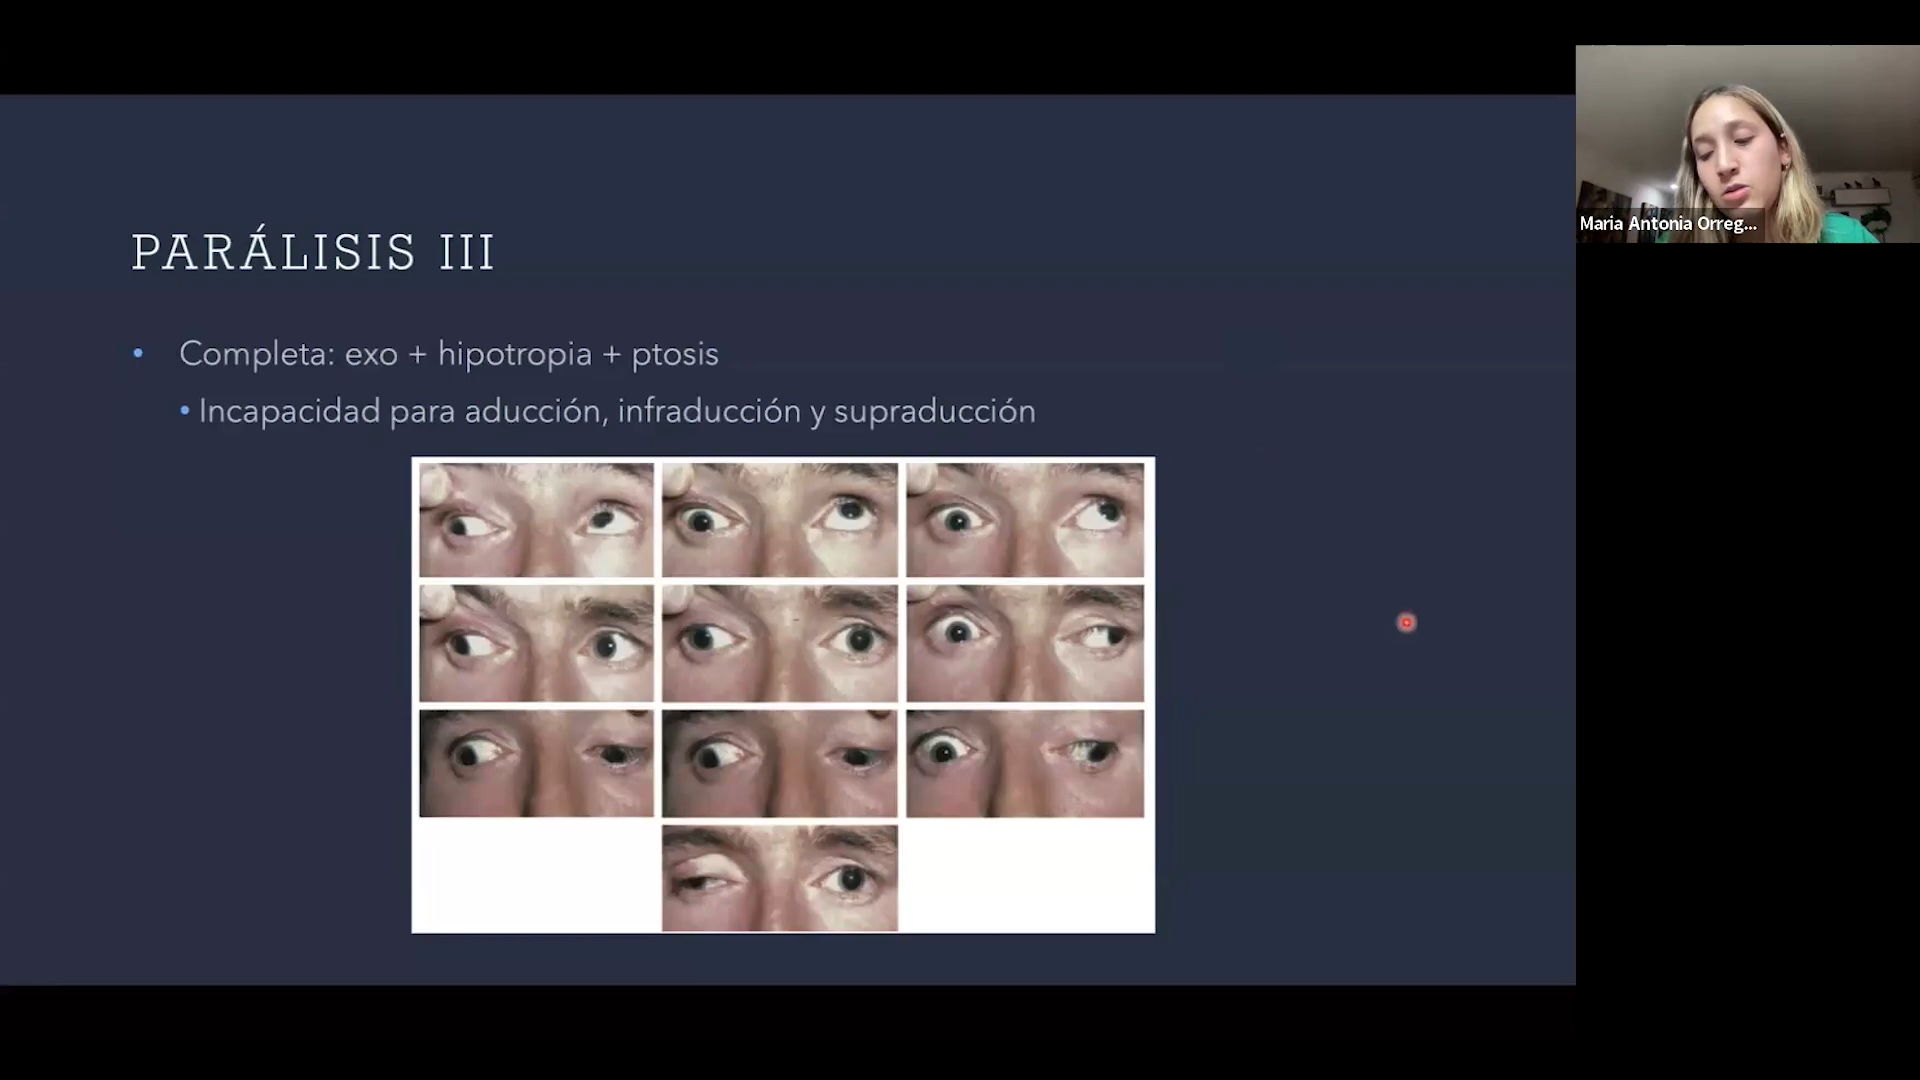 PARÁLISIS III
• Completa: exo + hipotropia + ptosis
• Incapacidad para aducción, infraducción y supraducción
Maria Antonia Orreg...